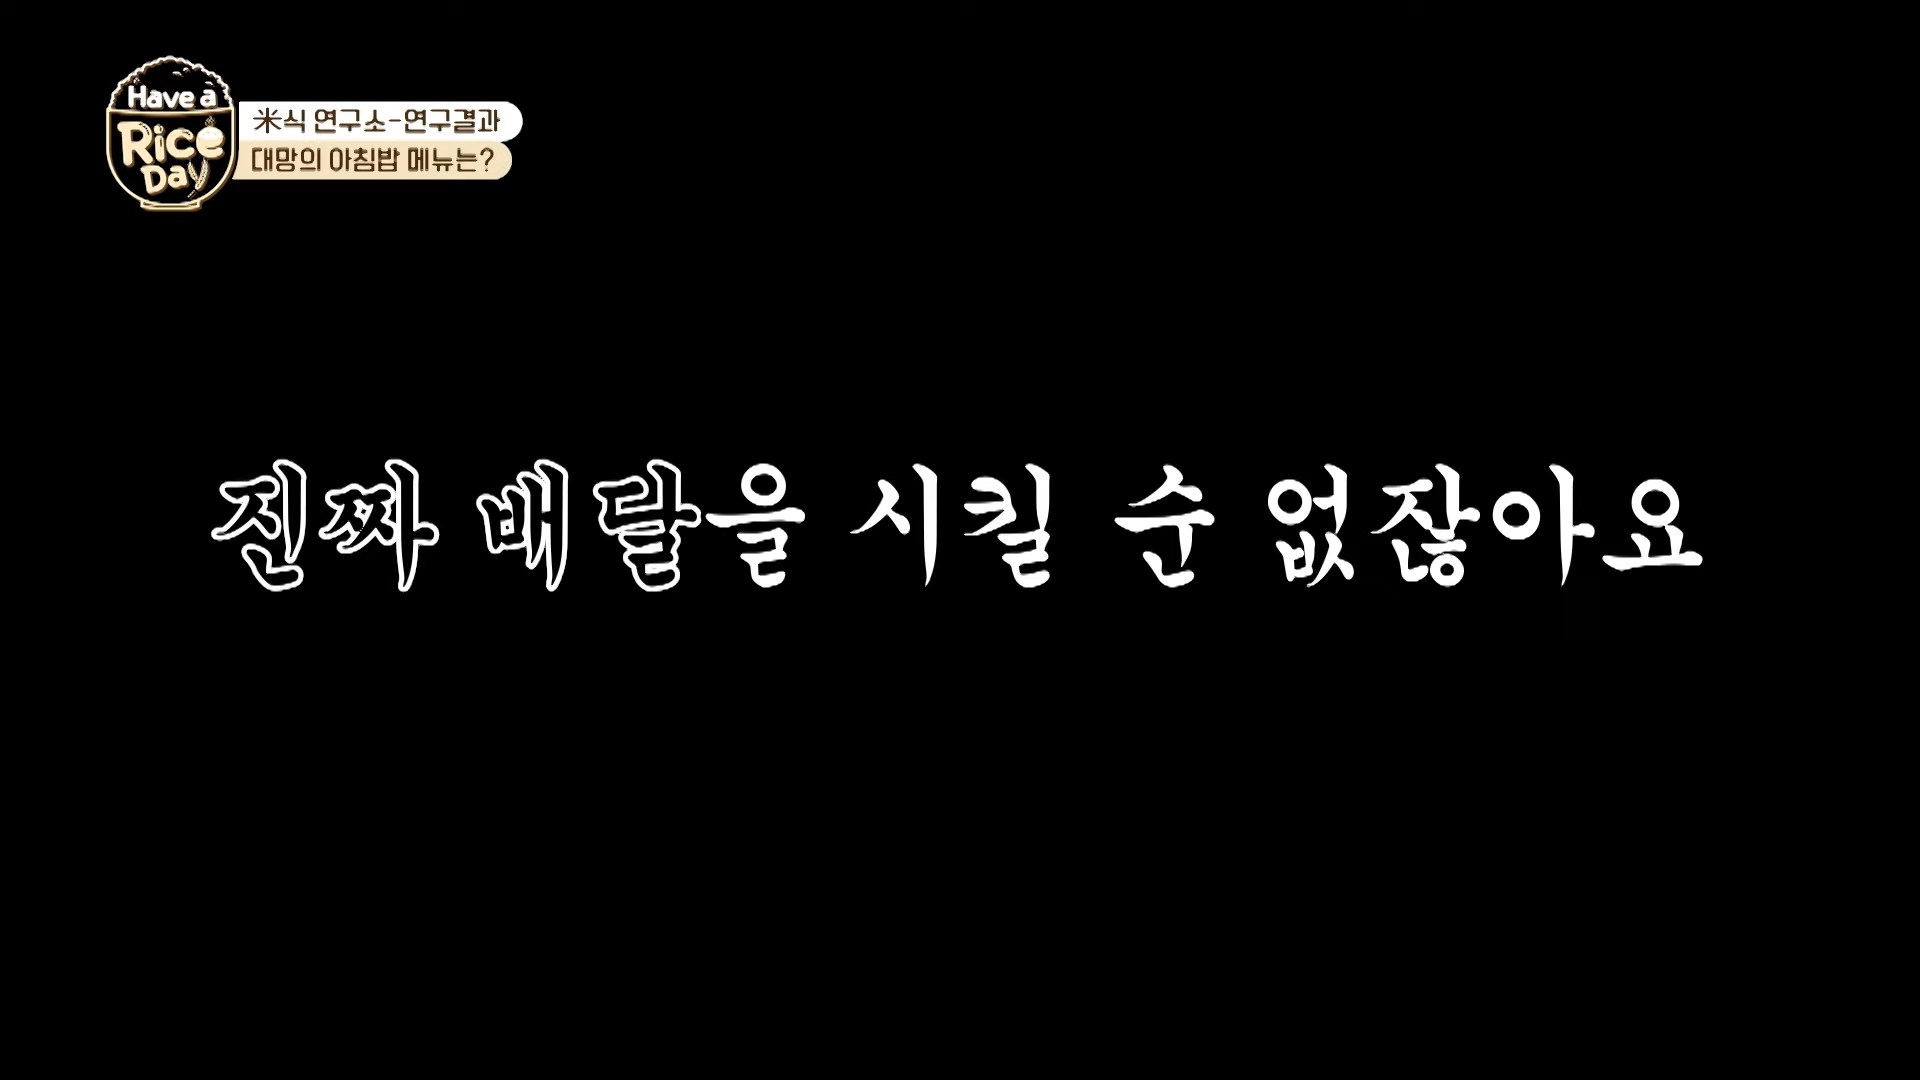 Have a
Rice
Day
米식 연구소-연구결과
대망의 아침밥 메뉴는?
진짜 배달을 시킬 순 없잖아요